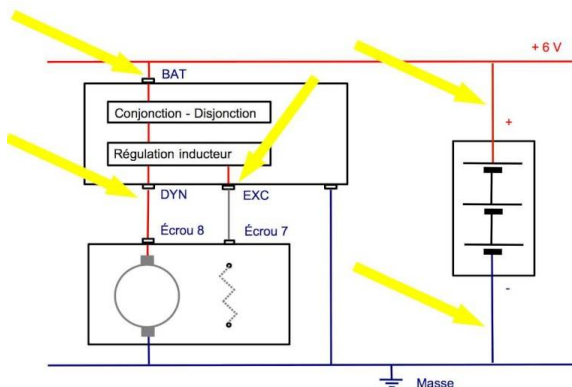 + 6 V
BAT
Conjonction - Disjonction
+
Régulation inducteur
DYN
EXC
Écrou 8
Écrou 7
-
Masse